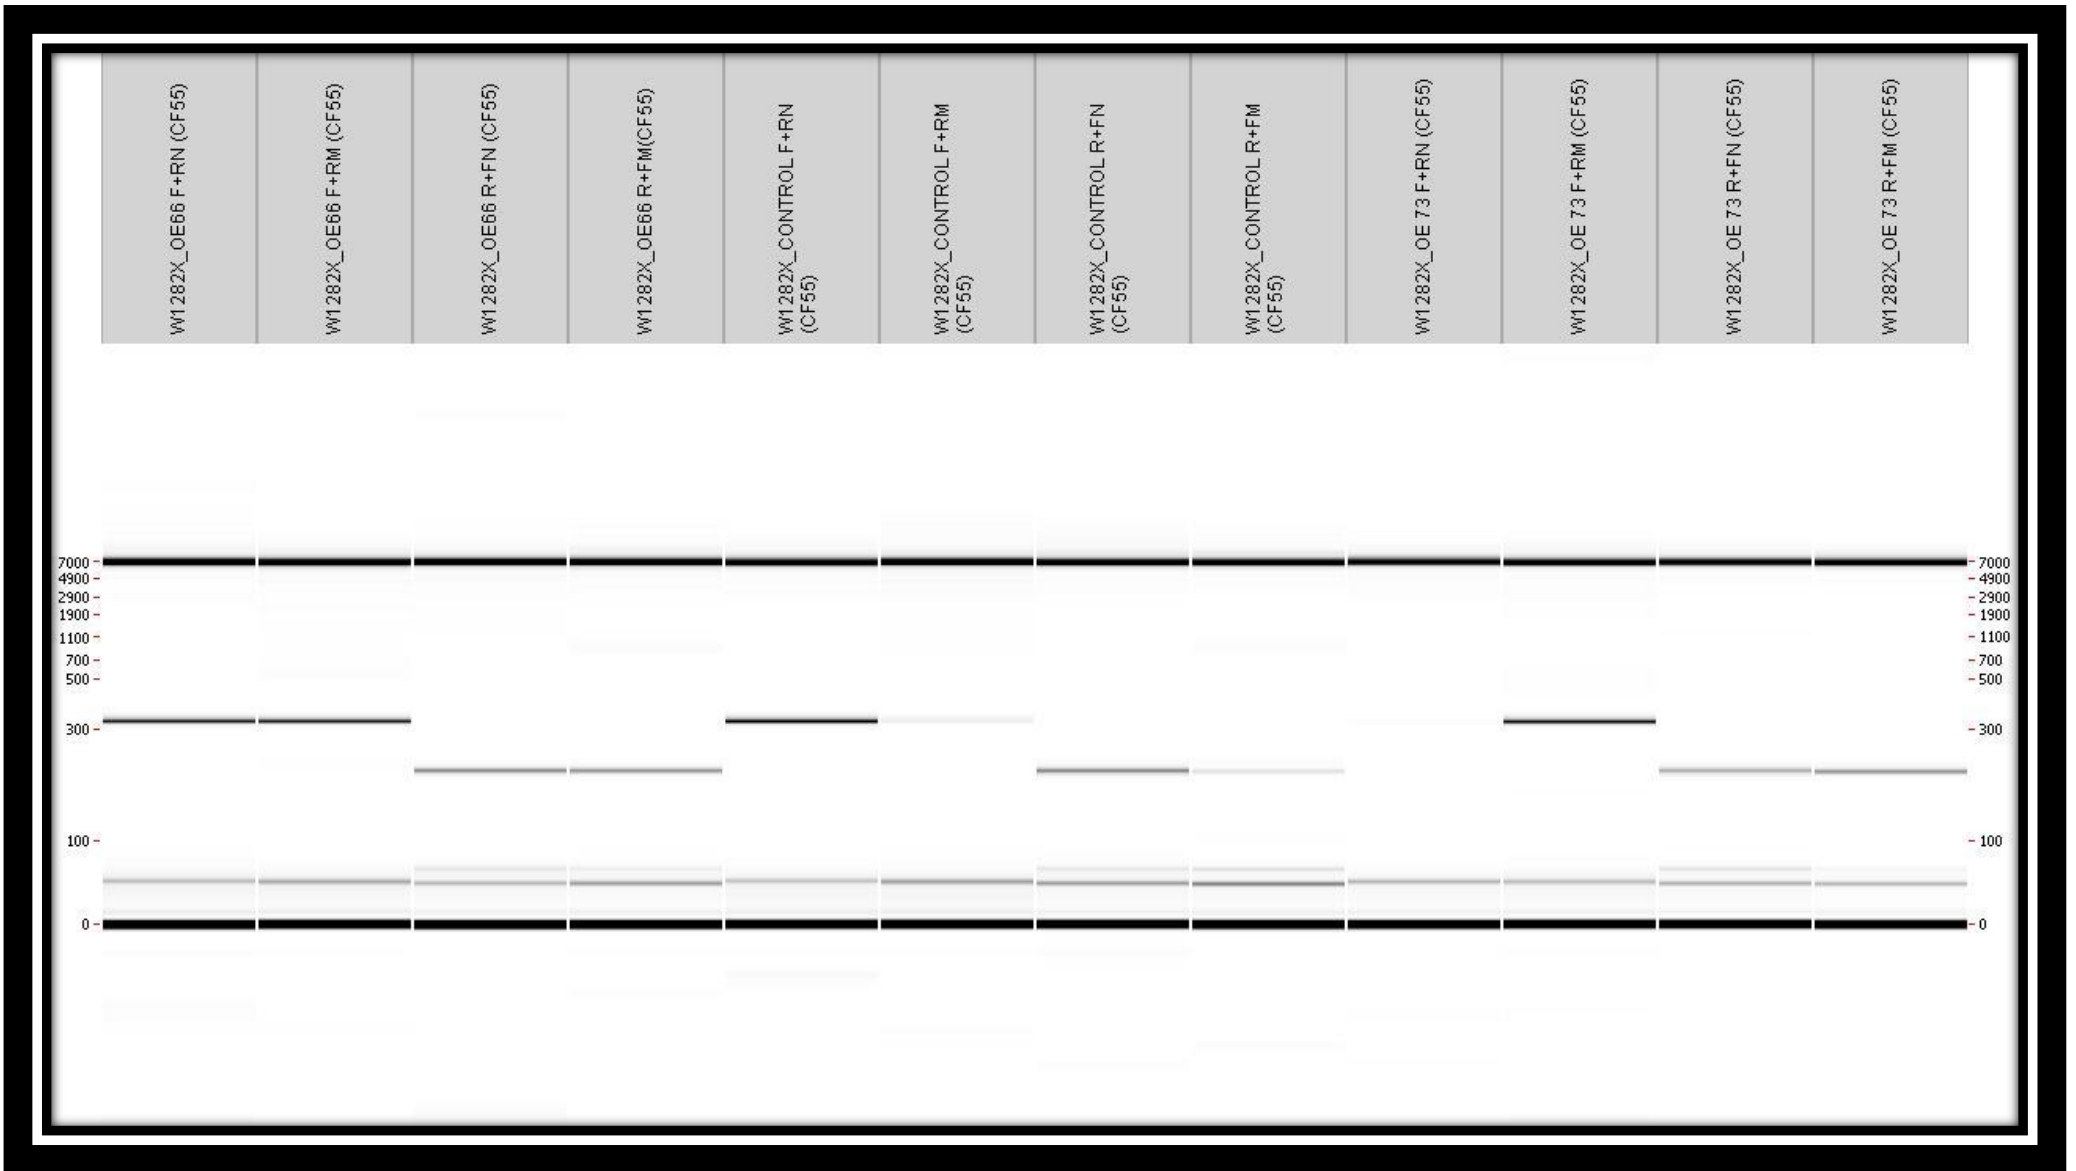 W1282X_OE66 F+RN (CF55)
W1282X_OE66 F+RM (CF55)
W1282X_OE66 R+FN (CF55)
W1282X_OE66 R+FM(CF55)
W1282X_CONTROL F+RN
(CF55)
W1282X_CONTROL F+RM
(CF55)
W1282X_CONTROL R+FN
(CF55)
W1282X_CONTROL R+FM
(CF55)
W1282X_OE 73 F+RN (CF55)
W1282X_OE 73 F+RM (CF55)
W1282X_OE 73 R+FN (CF55)
W1282X_OE 73 R+FM (CF55)
7000
4900
2900
1900
1100
700
500
300
100
0
7000
4900
2900
1900
1100
700
500
300
100
0